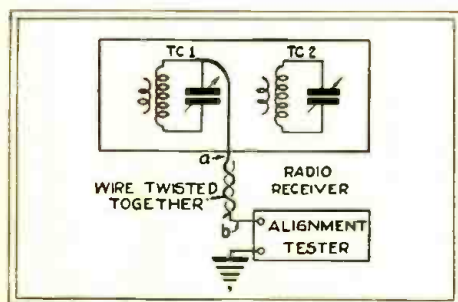 TC 1
TC 2
a
WIRE TWISTED
TOGETHER
b
RADIO
RECEIVER
ALIGNMENT
TESTER